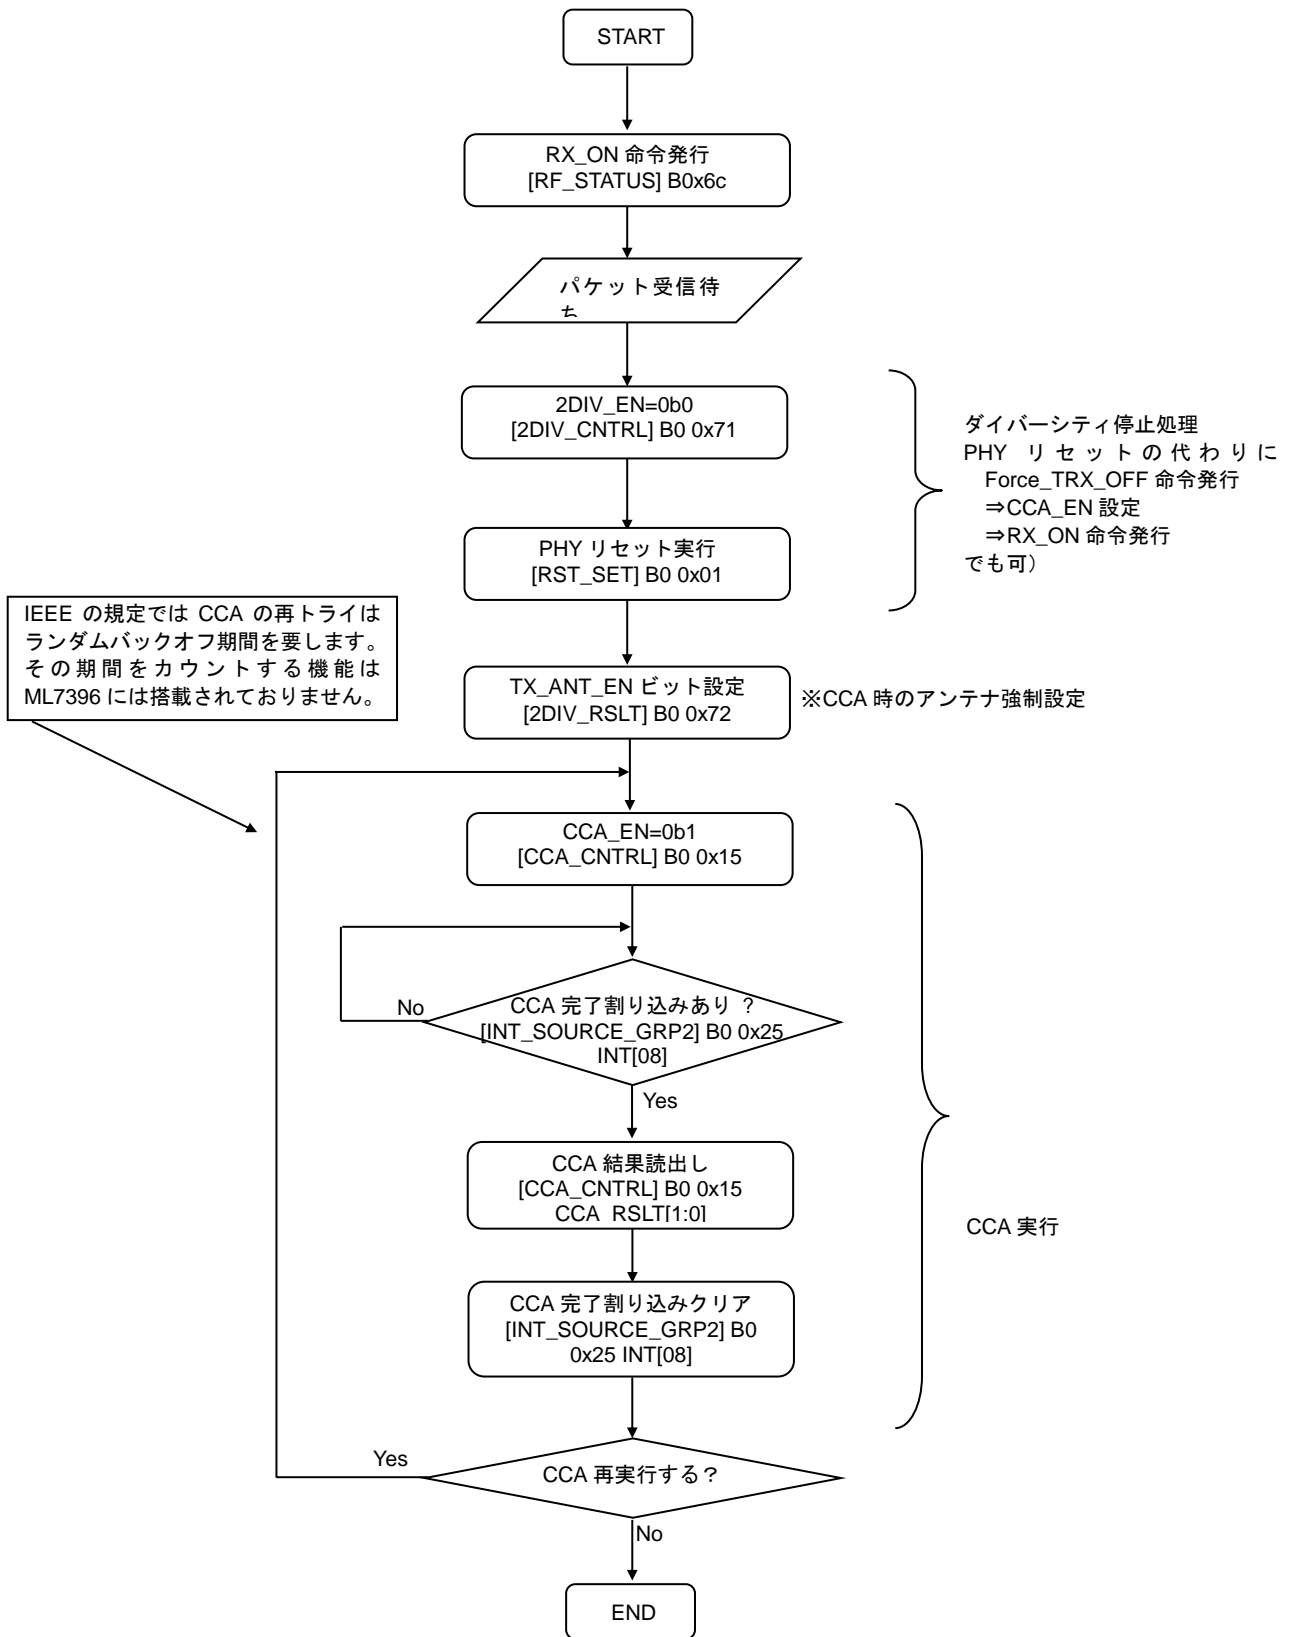 START
RX_ON 命令発行
[RF_STATUS] B0x6c
パケット受信待
ち
2DIV_EN=0b0
[2DIV_CNTRL] B0 0x71
ダイバーシティ停止処理
PHY リセットの代わりに
Force_TRX_OFF 命令発行
⇒CCA_EN 設定
⇒RX_ON 命令発行
でも可)
PHY リセット実行
[RST_SET] B0 0x01
IEEE の規定では CCA の再トライは
ランダムバックオフ期間を要します。
その期間をカウントする機能は
ML7396 には搭載されておりません。
TX_ANT_EN ビット設定
[2DIV_RSLT] B0 0x72
※CCA 時のアンテナ強制設定
CCA_EN=0b1
[CCA_CNTRL] B0 0x15
No
CCA 完了割り込みあり ?
[INT_SOURCE_GRP2] B0 0x25
INT[08]
Yes
CCA 結果読出し
[CCA_CNTRL] B0 0x15
CCA_RSLT[1:0]
CCA 実行
CCA 完了割り込みクリア
[INT_SOURCE_GRP2] B0
0x25 INT[08]
Yes
CCA 再実行する?
No
END